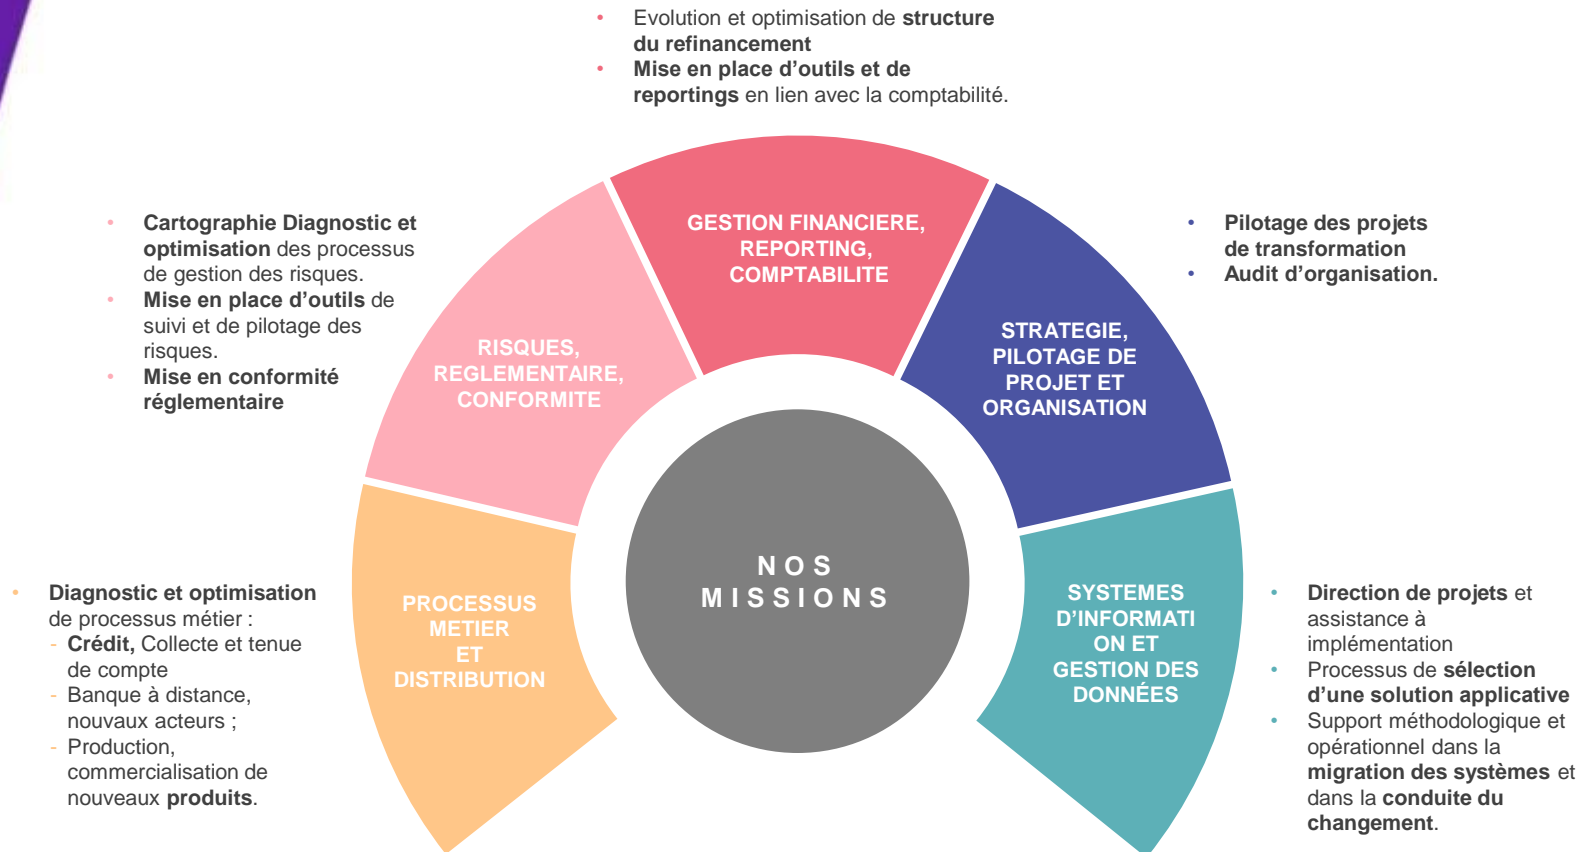 • Evolution et optimisation de structure
du refinancement
• Mise en place d’outils et de
reportings en lien avec la comptabilité.
• Cartographie Diagnostic et
optimisation des processus
de gestion des risques.
• Mise en place d’outils de
suivi et de pilotage des
risques.
• Mise en conformité
réglementaire
GESTION FINANCIERE,
REPORTING,
COMPTABILITE
• Pilotage des projets
de transformation
• Audit d’organisation.
RISQUES,
REGLEMENTAIRE,
CONFORMITE
STRATEGIE,
PILOTAGE DE
PROJET ET
ORGANISATION
NOS
MISSIONS
• Diagnostic et optimisation
de processus métier :
- Crédit, Collecte et tenue
de compte
- Banque à distance,
nouvaux acteurs ;
- Production,
commercialisation de
nouveaux produits.
PROCESSUS
METIER
ET
DISTRIBUTION
SYSTEMES
D’INFORMATI
ON ET
GESTION DES
DONNÉES
• Direction de projets et
assistance à
implémentation
• Processus de sélection
d’une solution applicative
• Support méthodologique et
opérationnel dans la
migration des systèmes et
dans la conduite du
changement.